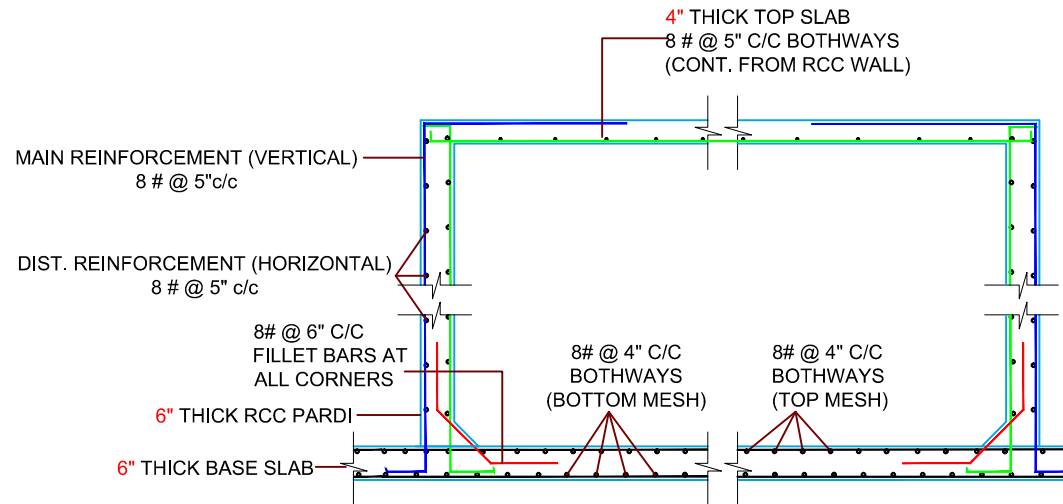 4" THICK TOP SLAB
8 # @ 5" C/C BOTHWAYS
(CONT. FROM RCC WALL)
MAIN REINFORCEMENT (VERTICAL)
8 # @ 5"c/c
DIST. REINFORCEMENT (HORIZONTAL)
8 # @ 5" c/c
8# @ 6" C/C
FILLET BARS AT
ALL CORNERS
8# @ 4" C/C
BOTHWAYS
(BOTTOM MESH)
8# @ 4" C/C
BOTHWAYS
(TOP MESH)
6" THICK RCC PARDI
6" THICK BASE SLAB